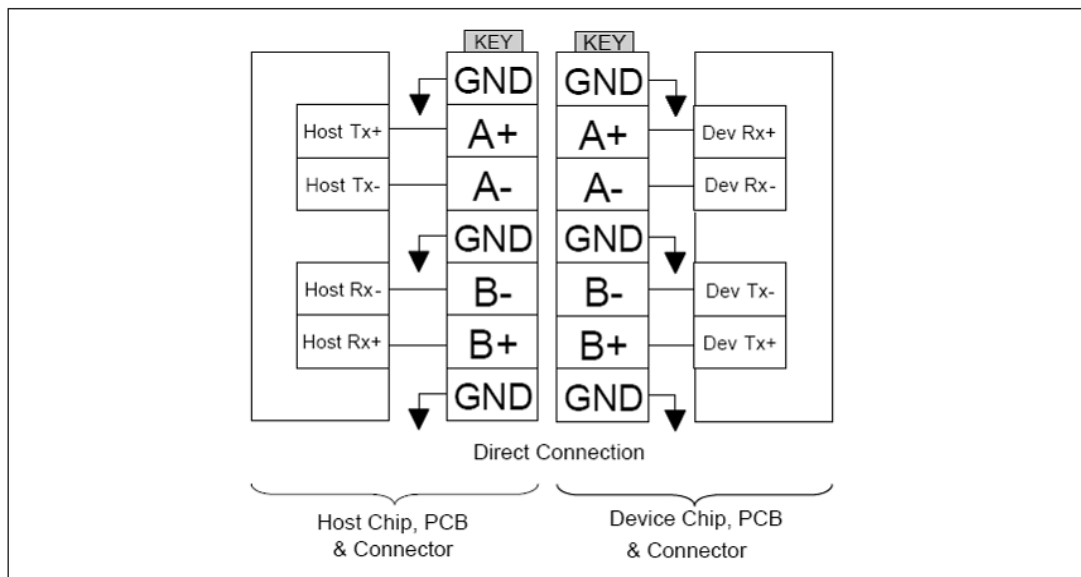 KEY KEY
GND GND
Host Tx+ A+ A+ Dev Rx+
Host Tx- A- A- Dev Rx-
GND GND
Host Rx- B- B- Dev Tx-
Host Rx+ B+ B+ Dev Tx+
GND GND
Direct Connection
Host Chip, PCB
& Connector
Device Chip, PCB
& Connector